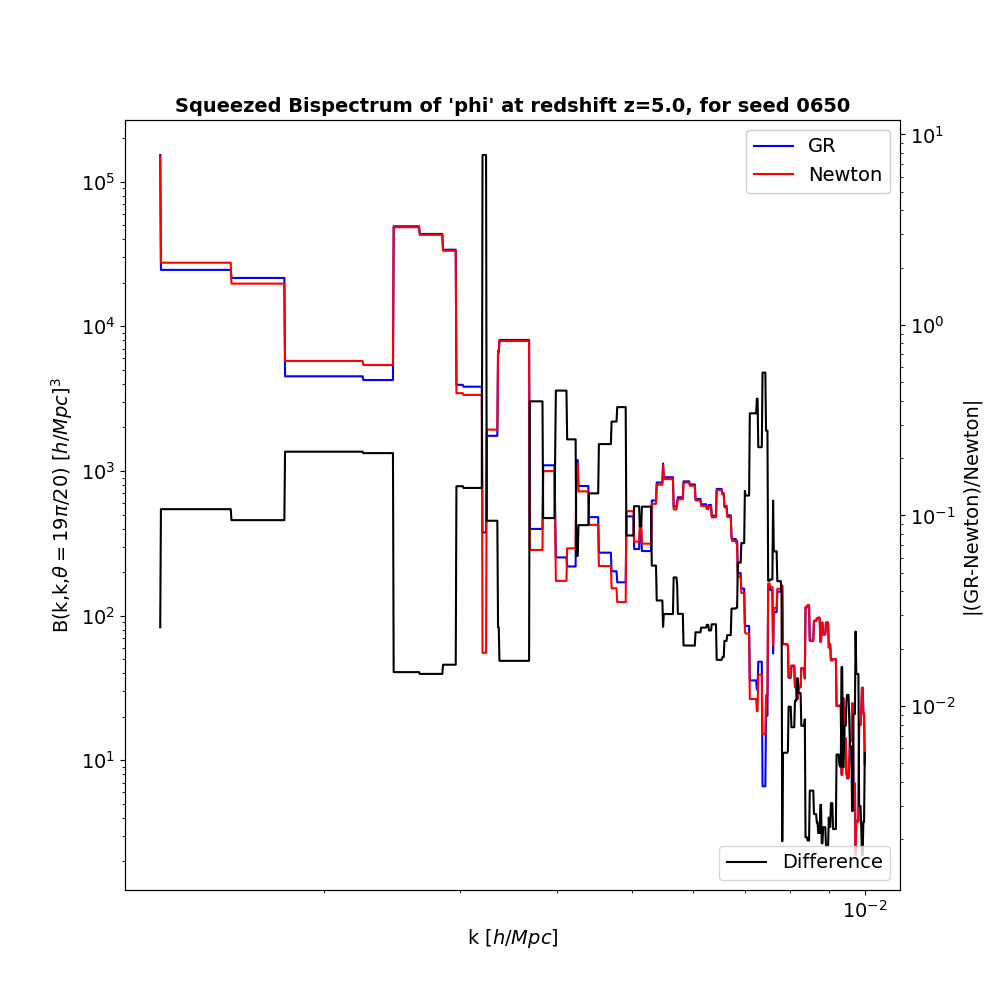 Squeezed Bispectrum of 'phi' at redshift z=5.0, for seed 0650
GR
Newton
10⁵
10⁴
10³
10²
10¹
10¹
10⁰
10⁻¹
10⁻²
B(k,k,θ = 19π/20) [h/Mpc]³
|(GR-Newton)/Newton|
Difference
10⁻²
k [h/Mpc]